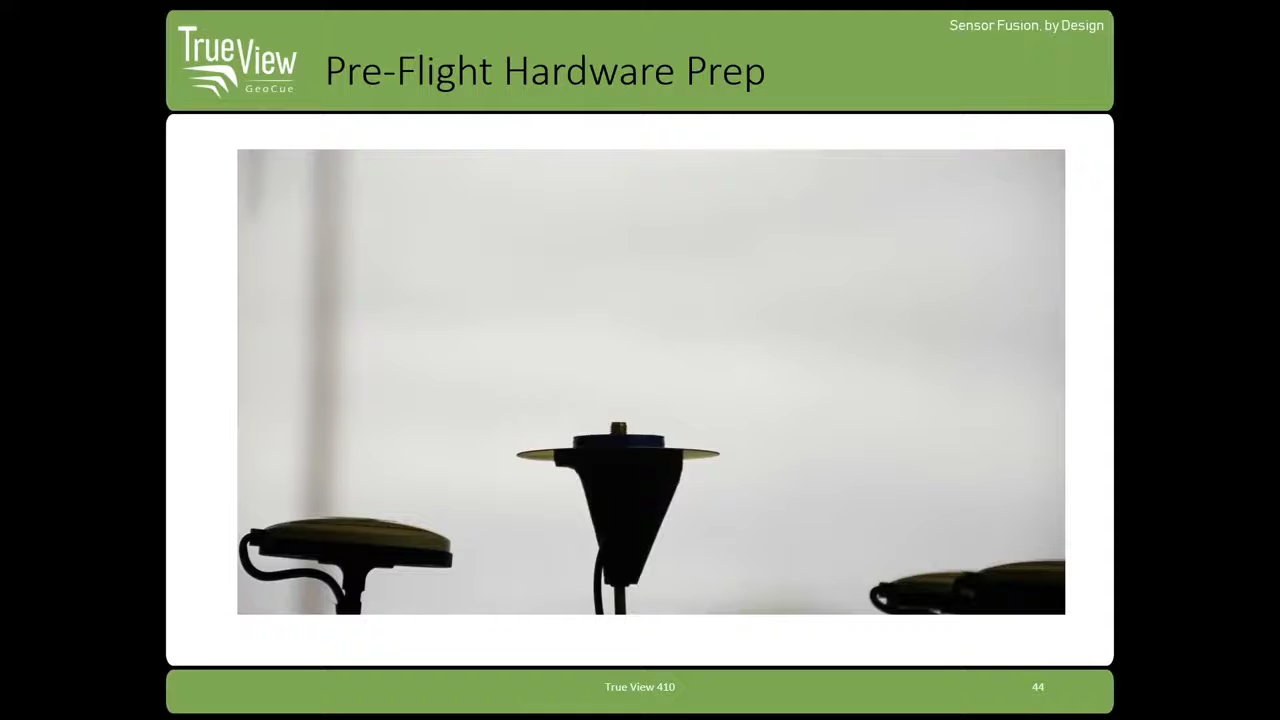 Sensor Fusion, by Design
TrueView
GeoCue
Pre-Flight Hardware Prep
True View 410
44